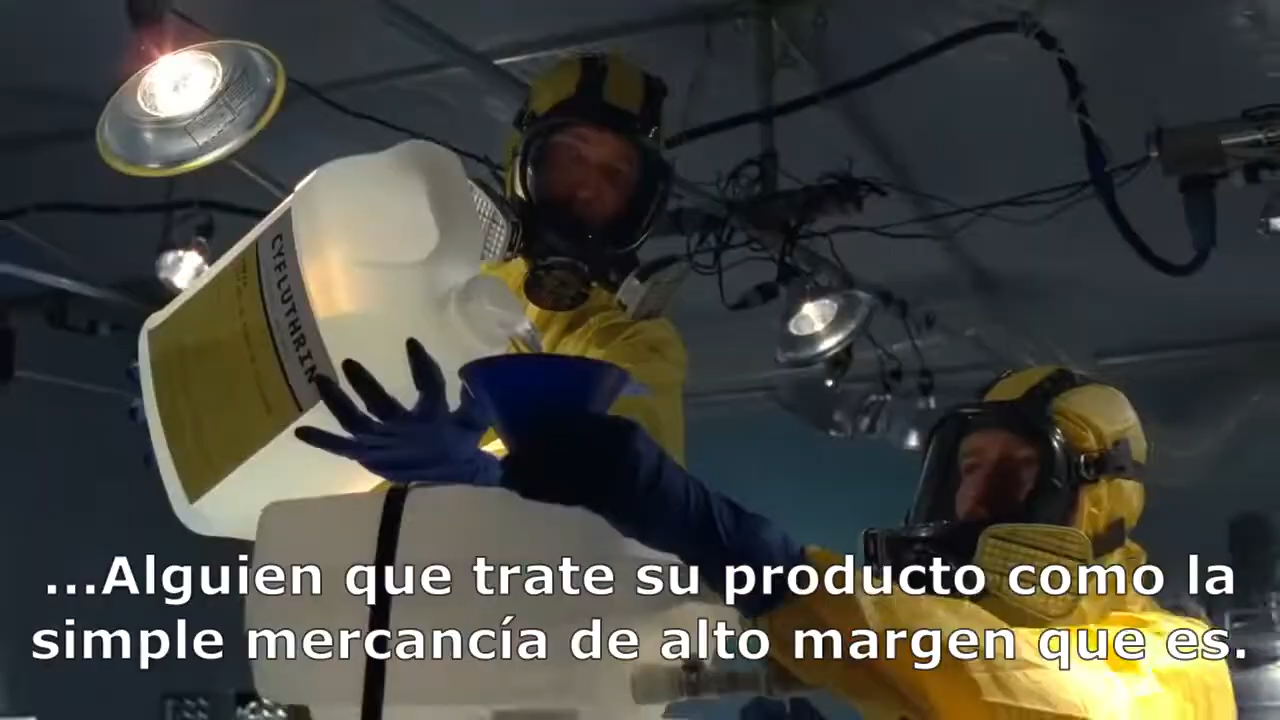 CYFLUTHRIN
...Alguien que trate su producto como la
simple mercancía de alto margen que es.